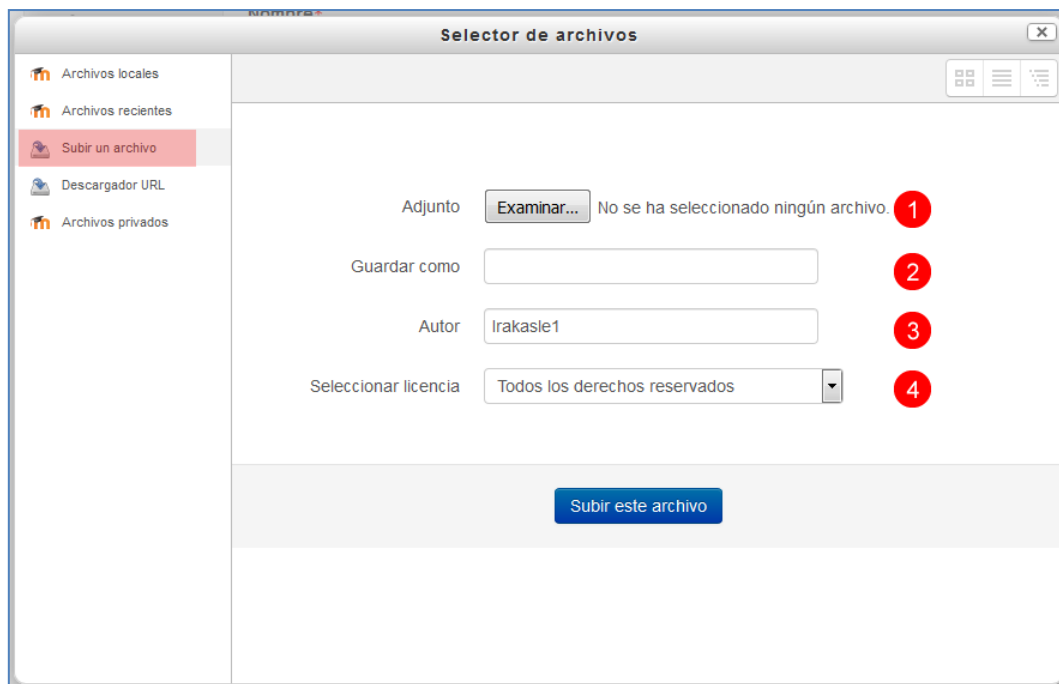 Nombre*
Selector de archivos
Archivos locales
Archivos recientes
Subir un archivo
Descargador URL
Archivos privados
Adjunto Examinar... No se ha seleccionado ningún archivo. 1
Guardar como 2
Autor Irakasle1 3
Seleccionar licencia Todos los derechos reservados 4
Subir este archivo